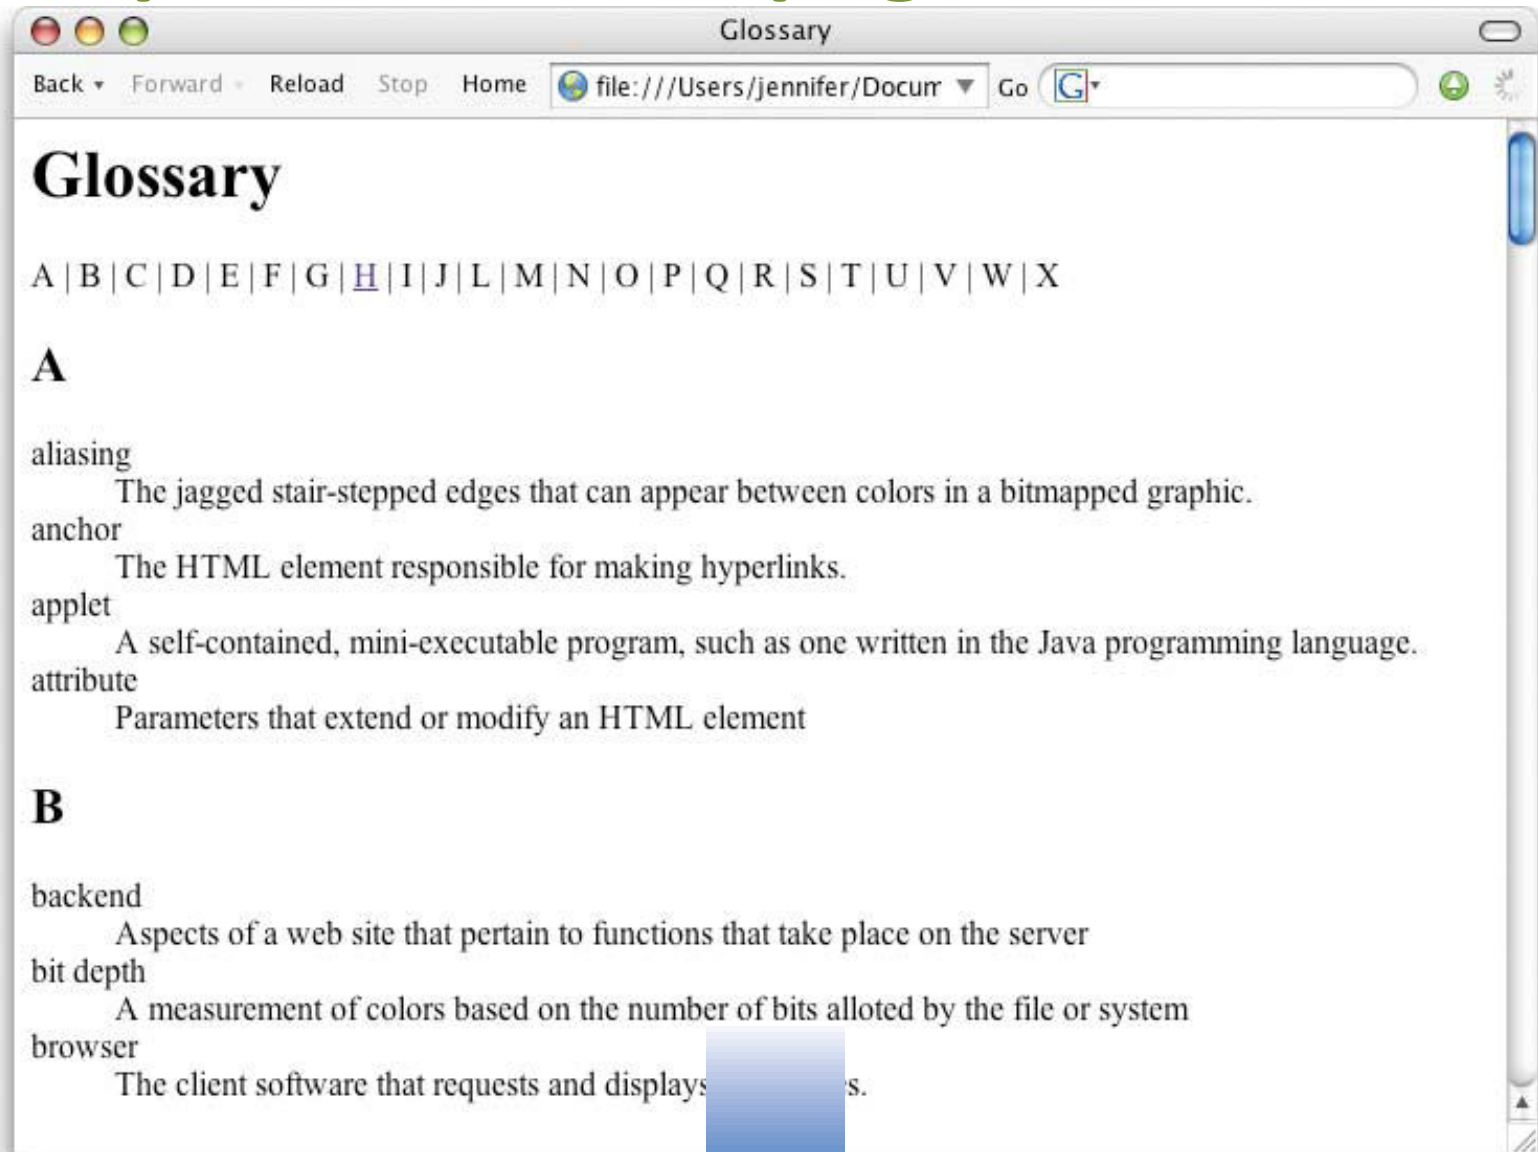 Glossary
Back Forward Reload Stop Home file:///Users/jennifer/Docum Go G
Glossary
A | B | C | D | E | F | G | H | I | J | L | M | N | O | P | Q | R | S | T | U | V | W | X
A
aliasing
The jagged stair-stepped edges that can appear between colors in a bitmapped graphic.
anchor
The HTML element responsible for making hyperlinks.
applet
A self-contained, mini-executable program, such as one written in the Java programming language.
attribute
Parameters that extend or modify an HTML element
B
backend
Aspects of a web site that pertain to functions that take place on the server
bit depth
A measurement of colors based on the number of bits alloted by the file or system
browser
The client software that requests and displays